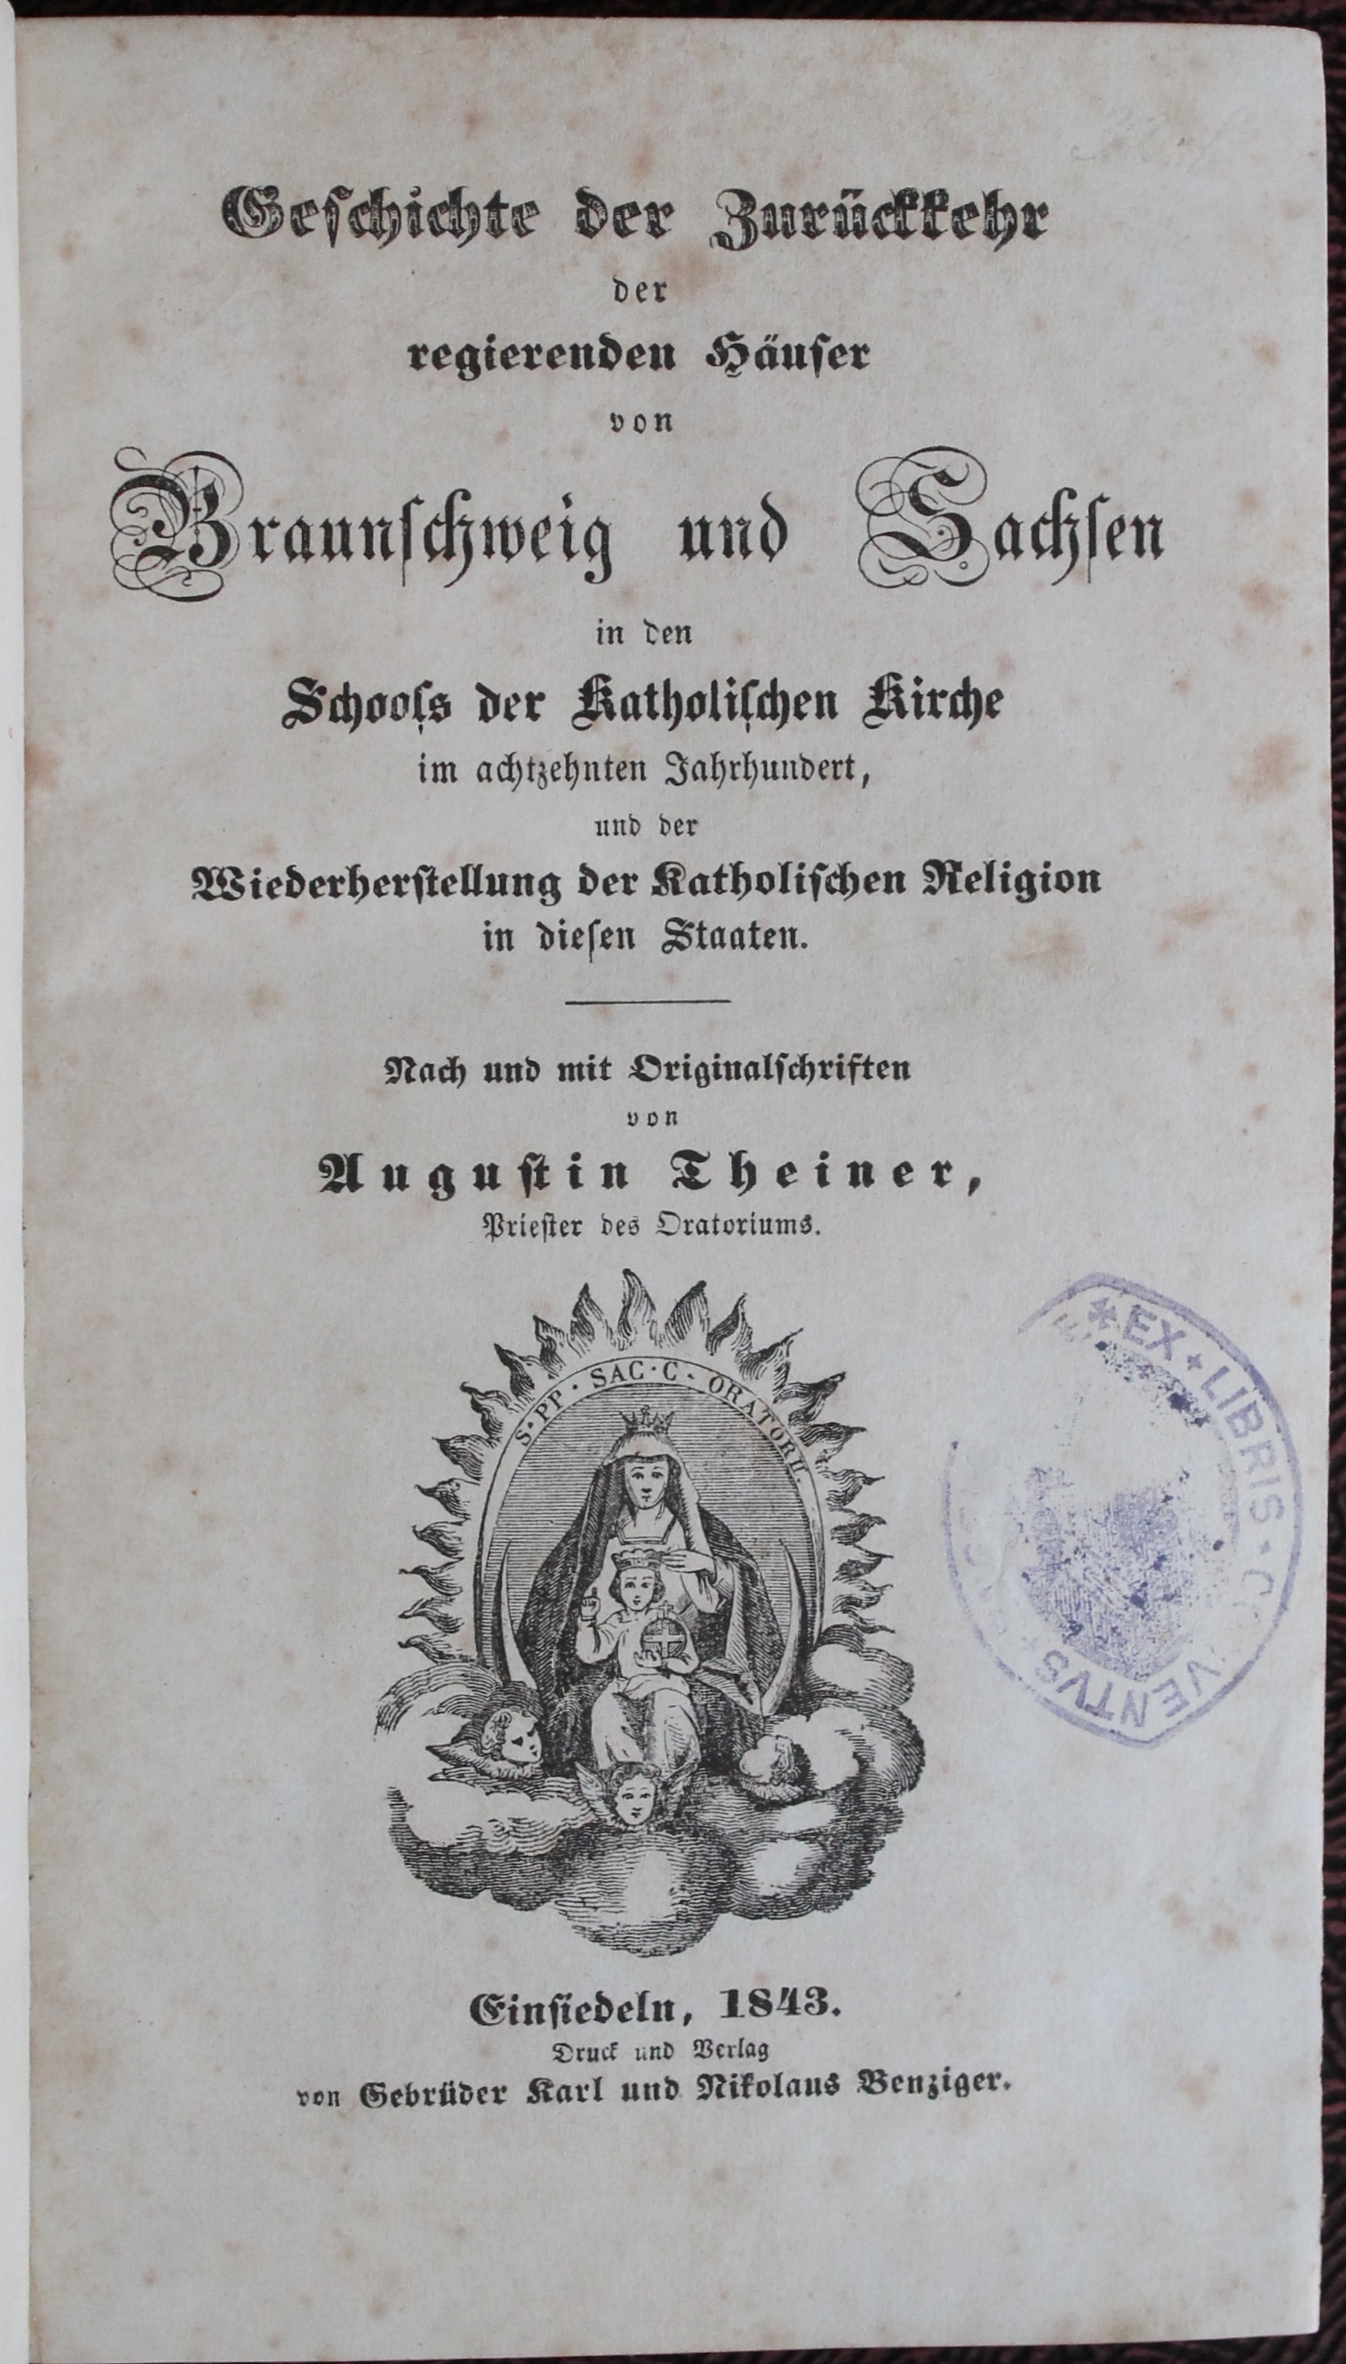 Geschichte der Zurückkehr
der
regierenden Häuser
von
Braunschweig und Sachsen
in den
Schooſs der Katholischen Kirche
im achtzehnten Jahrhundert,
und der
Wiederherstellung der Katholischen Religion
in diesen Staaten.
Nach und mit Originalschriften
von
Augustin Theiner,
Priester des Oratoriums.
S · PP · SAC · C · ORATORII.
EX · LIBRIS ·
Einsiedeln, 1843.
Druck und Verlag
von Gebrüder Karl und Nikolaus Benziger.